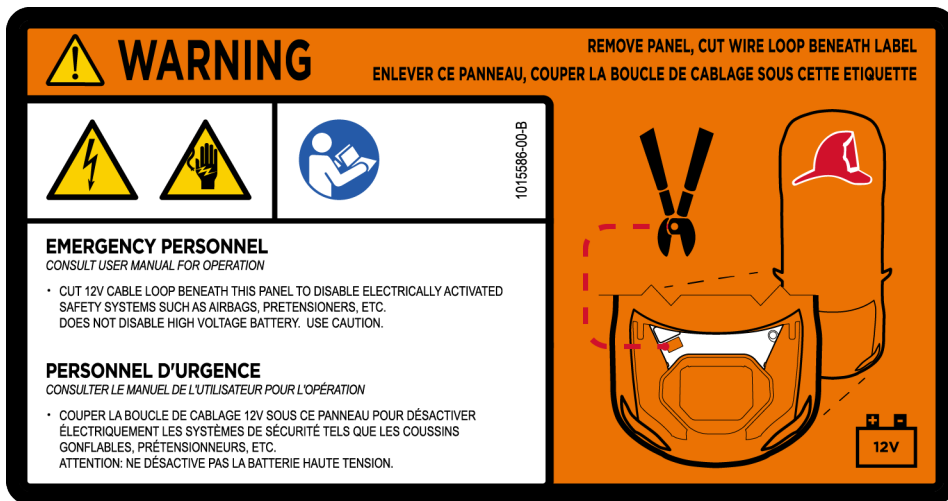 WARNING
REMOVE PANEL, CUT WIRE LOOP BENEATH LABEL
ENLEVER CE PANNEAU, COUPER LA BOUCLE DE CABLAGE SOUS CETTE ETIQUETTE
1015586-00-B
EMERGENCY PERSONNEL
CONSULT USER MANUAL FOR OPERATION
• CUT 12V CABLE LOOP BENEATH THIS PANEL TO DISABLE ELECTRICALLY ACTIVATED
SAFETY SYSTEMS SUCH AS AIRBAGS, PRETENSIONERS, ETC.
DOES NOT DISABLE HIGH VOLTAGE BATTERY. USE CAUTION.
PERSONNEL D'URGENCE
CONSULTER LE MANUEL DE L'UTILISATEUR POUR L'OPÉRATION
• COUPER LA BOUCLE DE CABLAGE 12V SOUS CE PANNEAU POUR DÉSACTIVER
ÉLECTRIQUEMENT LES SYSTÈMES DE SÉCURITÉ TELS QUE LES COUSSINS
GONFLABLES, PRÉTENSIONNEURS, ETC.
ATTENTION: NE DÉSACTIVE PAS LA BATTERIE HAUTE TENSION.
12V